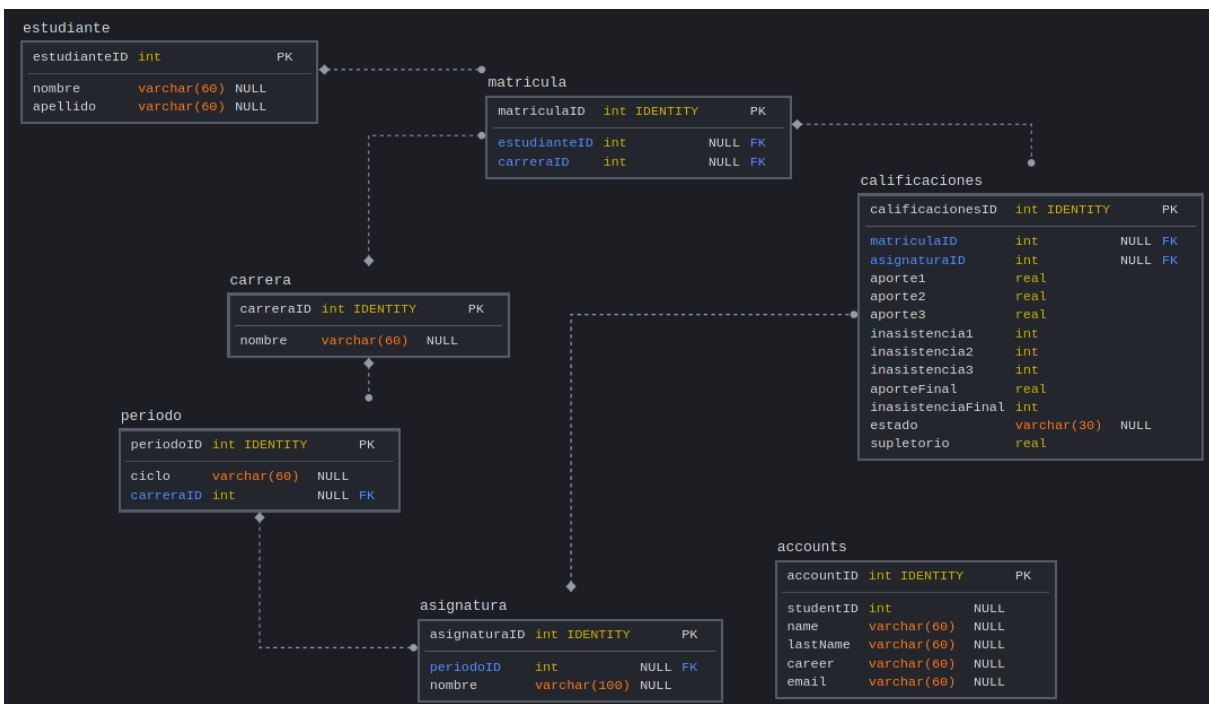 estudiante
estudianteID int PK
nombre varchar(60) NULL
apellido varchar(60) NULL
matricula
matriculaID int IDENTITY PK
estudianteID int NULL FK
carreraID int NULL FK
calificaciones
calificacionesID int IDENTITY PK
matriculaID int NULL FK
asignaturaID int NULL FK
aporte1 real
aporte2 real
aporte3 real
inasistencia1 int
inasistencia2 int
inasistencia3 int
aporteFinal real
inasistenciaFinal int
estado varchar(30) NULL
supletorio real
carrera
carreraID int IDENTITY PK
nombre varchar(60) NULL
periodo
periodoID int IDENTITY PK
ciclo varchar(60) NULL
carreraID int NULL FK
asignatura
asignaturaID int IDENTITY PK
periodoID int NULL FK
nombre varchar(100) NULL
accounts
accountID int IDENTITY PK
studentID int NULL
name varchar(60) NULL
lastName varchar(60) NULL
career varchar(60) NULL
email varchar(60) NULL